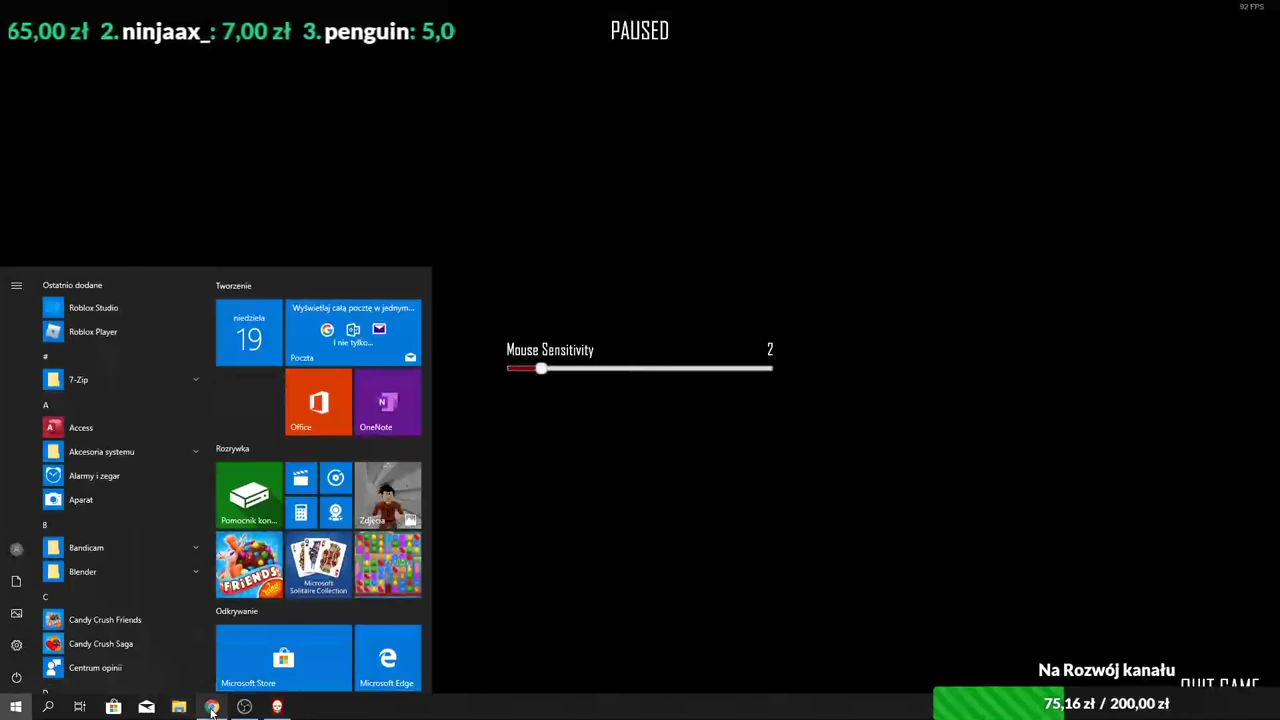 92 FPS
65,00 zł 2. ninjaax_: 7,00 zł 3. penguin: 5,0
PAUSED
Ostatnio dodane
Roblox Studio
Roblox Player
#
7-Zip
A
Access
Akcesoria systemu
Alarmy i zegar
Aparat
B
Bandicam
Blender
C
Candy Crush Friends
Candy Crush Saga
Centrum opinii
D
Tworzenie
niedziela
19
Wyświetlaj całą pocztę w jednym...
I nie tylko...
Poczta
Office
OneNote
Rozrywka
Pomocnik kon...
Zdjęcia
FRIENDS
Microsoft
Solitaire Collection
Odkrywanie
Microsoft Store
Microsoft Edge
Mouse Sensitivity 2
Na Rozwój kanału
QUIT GAME
75,16 zł / 200,00 zł